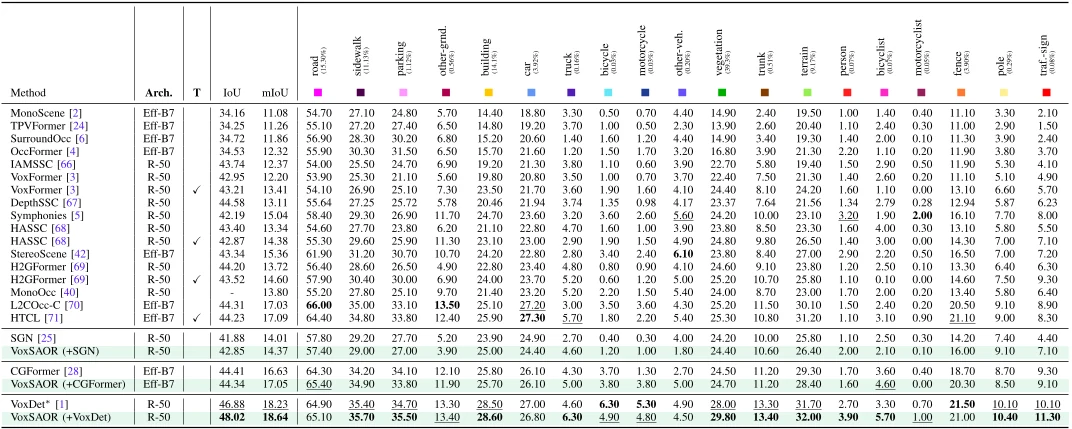 Method Arch. T IoU mIoU road (15.30%) sidewalk (11.13%) parking (1.12%) other-grnd. (0.56%) building (14.1%) car (3.92%) truck (0.16%) bicycle (0.03%) motorcycle (0.03%) other-veh. (0.20%) vegetation (39.3%) trunk (0.51%) terrain (9.17%) person (0.07%) bicyclist (0.07%) motorcyclist (0.05%) fence (3.90%) pole (0.29%) traf.-sign (0.08%)
MonoScene [2] Eff-B7 34.16 11.08 54.70 27.10 24.80 5.70 14.40 18.80 3.30 0.50 0.70 4.40 14.90 2.40 19.50 1.00 1.40 0.40 11.10 3.30 2.10
TPVFormer [24] Eff-B7 34.25 11.26 55.10 27.20 27.40 6.50 14.80 19.20 3.70 1.00 0.50 2.30 13.90 2.60 20.40 1.10 2.40 0.30 11.00 2.90 1.50
SurroundOcc [6] Eff-B7 34.72 11.86 56.90 28.30 30.20 6.80 15.20 20.60 1.40 1.60 1.20 4.40 14.90 3.40 19.30 1.40 2.00 0.10 11.30 3.90 2.40
OccFormer [4] Eff-B7 34.53 12.32 55.90 30.30 31.50 6.50 15.70 21.60 1.20 1.50 1.70 3.20 16.80 3.90 21.30 2.20 1.10 0.20 11.90 3.80 3.70
IAMSSC [66] R-50 43.74 12.37 54.00 25.50 24.70 6.90 19.20 21.30 3.80 1.10 0.60 3.90 22.70 5.80 19.40 1.50 2.90 0.50 11.90 5.30 4.10
VoxFormer [3] R-50 42.95 12.20 53.90 25.30 21.10 5.60 19.80 20.80 3.50 1.00 0.70 3.70 22.40 7.50 21.30 1.40 2.60 0.20 11.10 5.10 4.90
VoxFormer [3] R-50 ✓ 43.21 13.41 54.10 26.90 25.10 7.30 23.50 21.70 3.60 1.90 1.60 4.10 24.40 8.10 24.20 1.60 1.10 0.00 13.10 6.60 5.70
DepthSSC [67] R-50 44.58 13.11 55.64 27.25 25.72 5.78 20.46 21.94 3.74 1.35 0.98 4.17 23.37 7.64 21.56 1.34 2.79 0.28 12.94 5.87 6.23
Symphonies [5] R-50 42.19 15.04 58.40 29.30 26.90 11.70 24.70 23.60 3.20 3.60 2.60 5.60 24.20 10.00 23.10 3.20 1.90 2.00 16.10 7.70 8.00
HASSC [68] R-50 43.40 13.34 54.60 27.70 23.80 6.20 21.10 22.80 4.70 1.60 1.00 3.90 23.80 8.50 23.30 1.60 4.00 0.30 13.10 5.80 5.50
HASSC [68] R-50 ✓ 42.87 14.38 55.30 29.60 25.90 11.30 23.10 23.00 2.90 1.90 1.50 4.90 24.80 9.80 26.50 1.40 3.00 0.00 14.30 7.00 7.10
StereoScene [42] Eff-B7 43.34 15.36 61.90 31.20 30.70 10.70 24.20 22.80 2.80 3.40 2.40 6.10 23.80 8.40 27.00 2.90 2.20 0.50 16.50 7.00 7.20
H2GFormer [69] R-50 44.20 13.72 56.40 28.60 26.50 4.90 22.80 23.40 4.80 0.80 0.90 4.10 24.60 9.10 23.80 1.20 2.50 0.10 13.30 6.40 6.30
H2GFormer [69] R-50 ✓ 43.52 14.60 57.90 30.40 30.00 6.90 24.00 23.70 5.20 0.60 1.20 5.00 25.20 10.70 25.80 1.10 0.10 0.00 14.60 7.50 9.30
MonoOcc [40] R-50 - 13.80 55.20 27.80 25.10 9.70 21.40 23.20 5.20 2.20 1.50 5.40 24.00 8.70 23.00 1.70 2.00 0.20 13.40 5.80 6.40
L2COcc-C [70] Eff-B7 44.31 17.03 66.00 35.00 33.10 13.50 25.10 27.20 3.00 3.50 3.60 4.30 25.20 11.50 30.10 1.50 2.40 0.20 20.50 9.10 8.90
HTCL [71] Eff-B7 ✓ 44.23 17.09 64.40 34.80 33.80 12.40 25.90 27.30 5.70 1.80 2.20 5.40 25.30 10.80 31.20 1.10 3.10 0.90 21.10 9.00 8.30
SGN [25] R-50 41.88 14.01 57.80 29.20 27.70 5.20 23.90 24.90 2.70 0.40 0.30 4.00 24.20 10.00 25.80 1.10 2.50 0.30 14.20 7.40 4.40
VoxSAOR (+SGN) R-50 42.85 14.37 57.40 29.00 27.00 3.90 25.00 24.40 4.60 1.20 1.00 1.80 24.40 10.60 26.40 2.00 2.10 0.10 16.00 9.10 7.10
CGFormer [28] Eff-B7 44.41 16.63 64.30 34.20 34.10 12.10 25.80 26.10 4.30 3.70 1.30 2.70 24.50 11.20 29.30 1.70 3.60 0.40 18.70 8.70 9.30
VoxSAOR (+CGFormer) Eff-B7 44.34 17.05 65.40 34.90 33.80 11.90 25.70 26.10 5.00 3.80 3.80 5.00 24.70 11.20 28.40 1.60 4.60 0.00 20.30 8.50 9.10
VoxDet* [1] R-50 46.88 18.23 64.90 35.40 34.70 13.30 28.50 27.00 4.60 6.30 5.30 4.90 28.00 13.30 31.70 2.70 3.30 0.70 21.50 10.10 10.10
VoxSAOR (+VoxDet) R-50 48.02 18.64 65.10 35.70 35.50 13.40 28.60 26.80 6.30 4.90 4.80 4.50 29.80 13.40 32.00 3.90 5.70 1.00 21.00 10.40 11.30